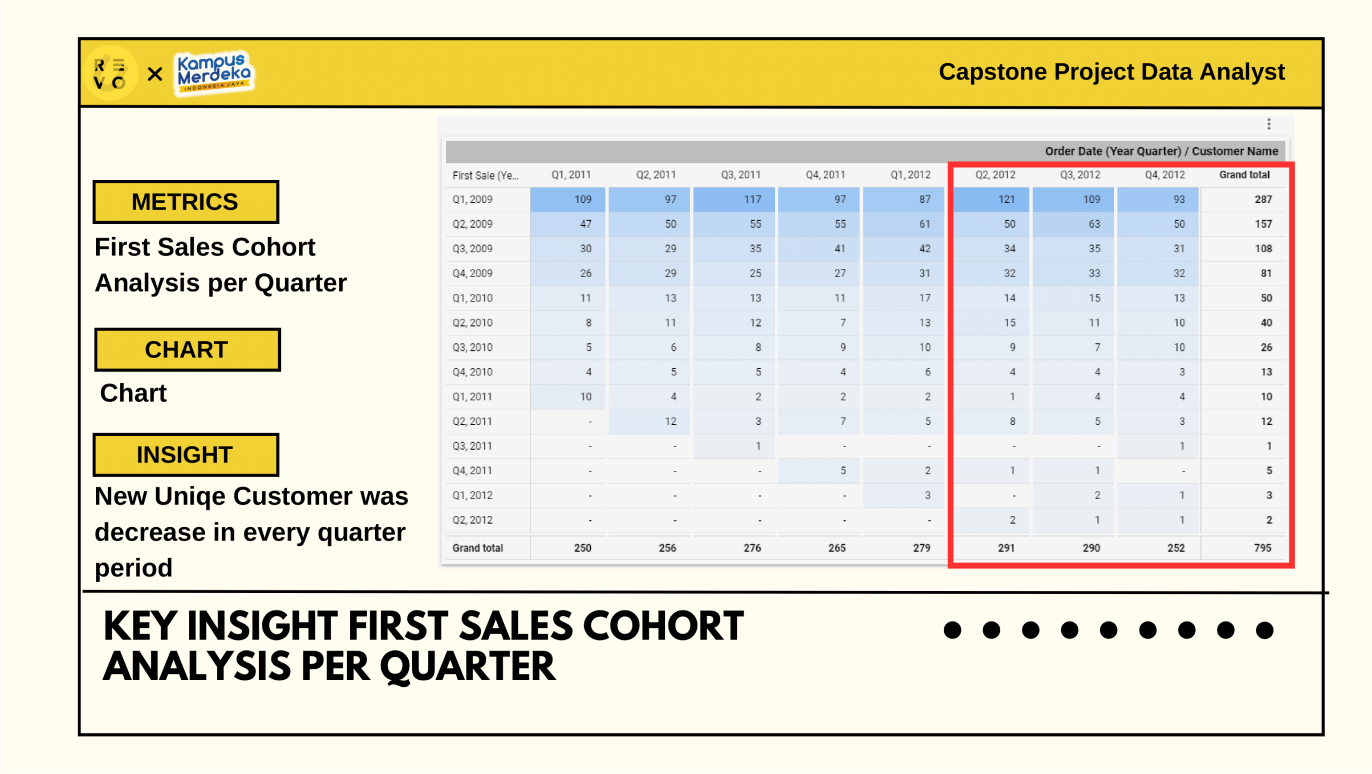 R E
V O
×
Kampus
Merdeka
INDONESIA JAYA
Capstone Project Data Analyst
METRICS
First Sales Cohort
Analysis per Quarter
CHART
Chart
INSIGHT
New Uniqe Customer was
decrease in every quarter
period
Order Date (Year Quarter) / Customer Name
First Sale (Ye... Q1, 2011 Q2, 2011 Q3, 2011 Q4, 2011 Q1, 2012 Q2, 2012 Q3, 2012 Q4, 2012 Grand total
Q1, 2009 109 97 117 97 87 121 109 93 287
Q2, 2009 47 50 55 55 61 50 63 50 157
Q3, 2009 30 29 35 41 42 34 35 31 108
Q4, 2009 26 29 25 27 31 32 33 32 81
Q1, 2010 11 13 13 11 17 14 15 13 50
Q2, 2010 8 11 12 7 13 15 11 10 40
Q3, 2010 5 6 8 9 10 9 7 10 26
Q4, 2010 4 5 5 4 6 4 4 3 13
Q1, 2011 10 4 2 2 2 1 4 4 10
Q2, 2011 - 12 3 7 5 8 5 3 12
Q3, 2011 - - 1 - - - - 1 1
Q4, 2011 - - - 5 2 1 1 - 5
Q1, 2012 - - - - 3 - 2 1 3
Q2, 2012 - - - - - 2 1 1 2
Grand total 250 256 276 265 279 291 290 252 795
KEY INSIGHT FIRST SALES COHORT
ANALYSIS PER QUARTER